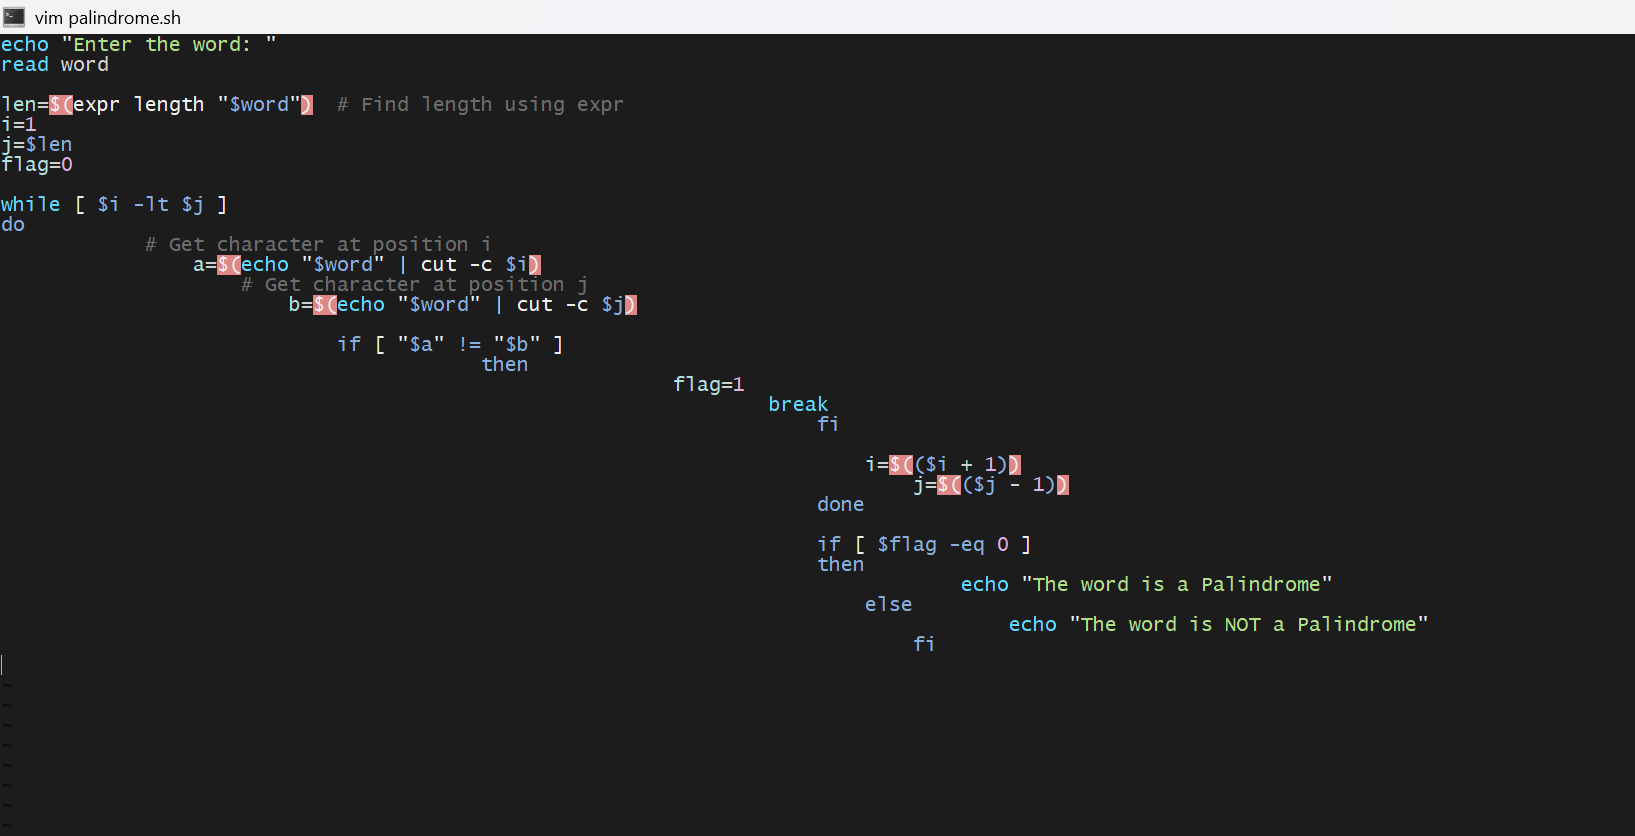 vim palindrome.sh
echo "Enter the word: "
read word
len=$(expr length "$word")  # Find length using expr
i=1
j=$len
flag=0
while [ $i -lt $j ]
do
# Get character at position i
a=$(echo "$word" | cut -c $i)
# Get character at position j
b=$(echo "$word" | cut -c $j)
if [ "$a" != "$b" ]
then
flag=1
break
fi
i=$(($i + 1))
j=$(($j - 1))
done
if [ $flag -eq 0 ]
then
echo "The word is a Palindrome"
else
echo "The word is NOT a Palindrome"
fi
~
~
~
~
~
~
~
~